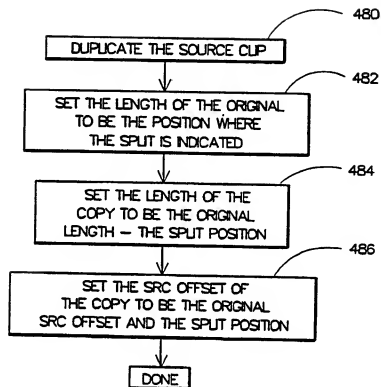 480
DUPLICATE THE SOURCE CLIP
482
SET THE LENGTH OF THE ORIGINAL
TO BE THE POSITION WHERE
THE SPLIT IS INDICATED
484
SET THE LENGTH OF THE
COPY TO BE THE ORIGINAL
LENGTH – THE SPLIT POSITION
486
SET THE SRC OFFSET OF
THE COPY TO BE THE ORIGINAL
SRC OFFSET AND THE SPLIT POSITION
DONE